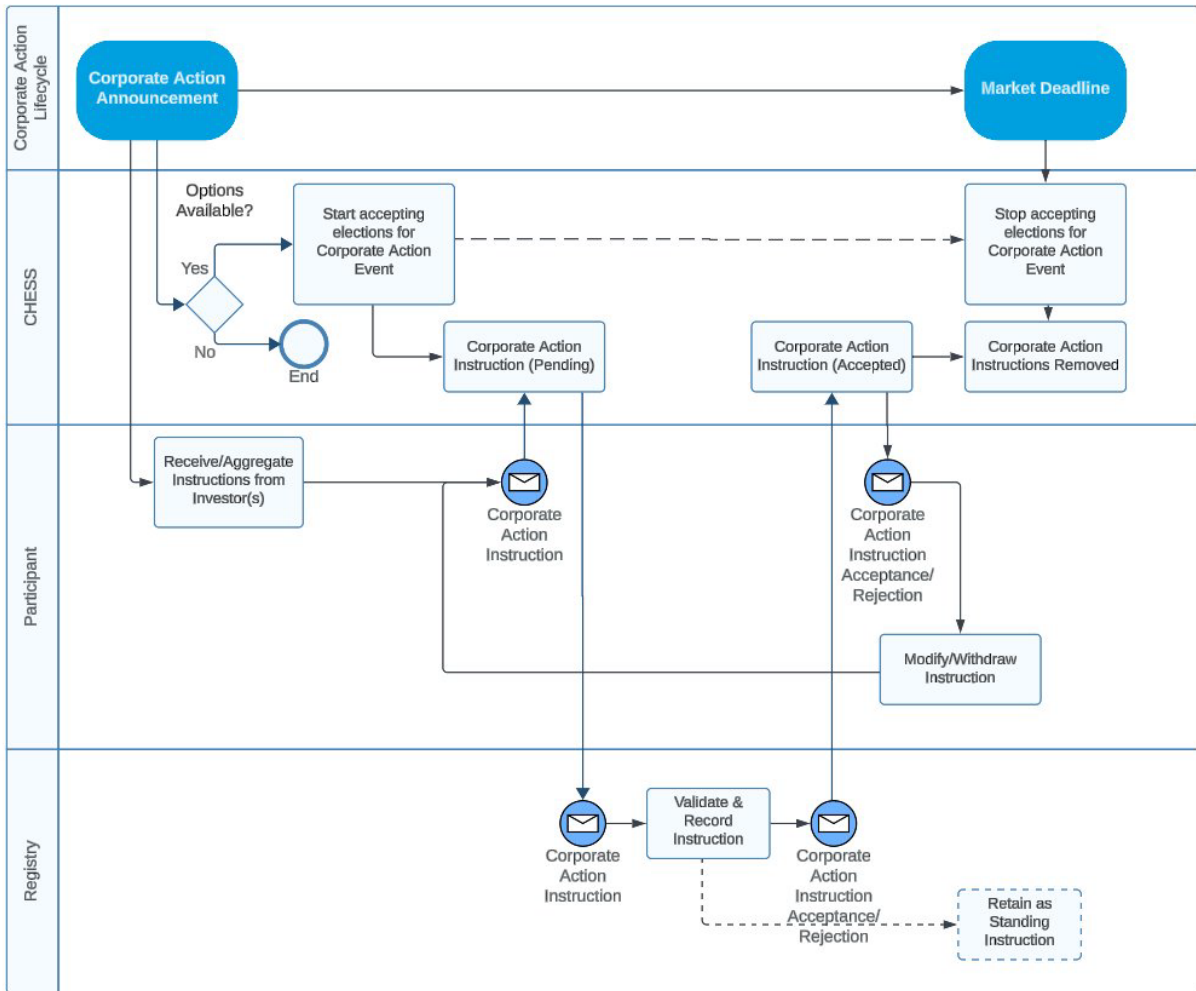 Corporate Action
Lifecycle
Corporate Action
Announcement
Market Deadline
CHESS
Options
Available?
Yes
No
End
Start accepting
elections for
Corporate Action
Event
Stop accepting
elections for
Corporate Action
Event
Corporate Action
Instruction (Pending)
Corporate Action
Instruction (Accepted)
Corporate Action
Instructions Removed
Participant
Receive/Aggregate
Instructions from
Investor(s)
Corporate
Action
Instruction
Corporate
Action
Instruction
Acceptance/
Rejection
Modify/Withdraw
Instruction
Registry
Corporate
Action
Instruction
Validate &
Record
Instruction
Corporate
Action
Instruction
Acceptance/
Rejection
Retain as
Standing
Instruction